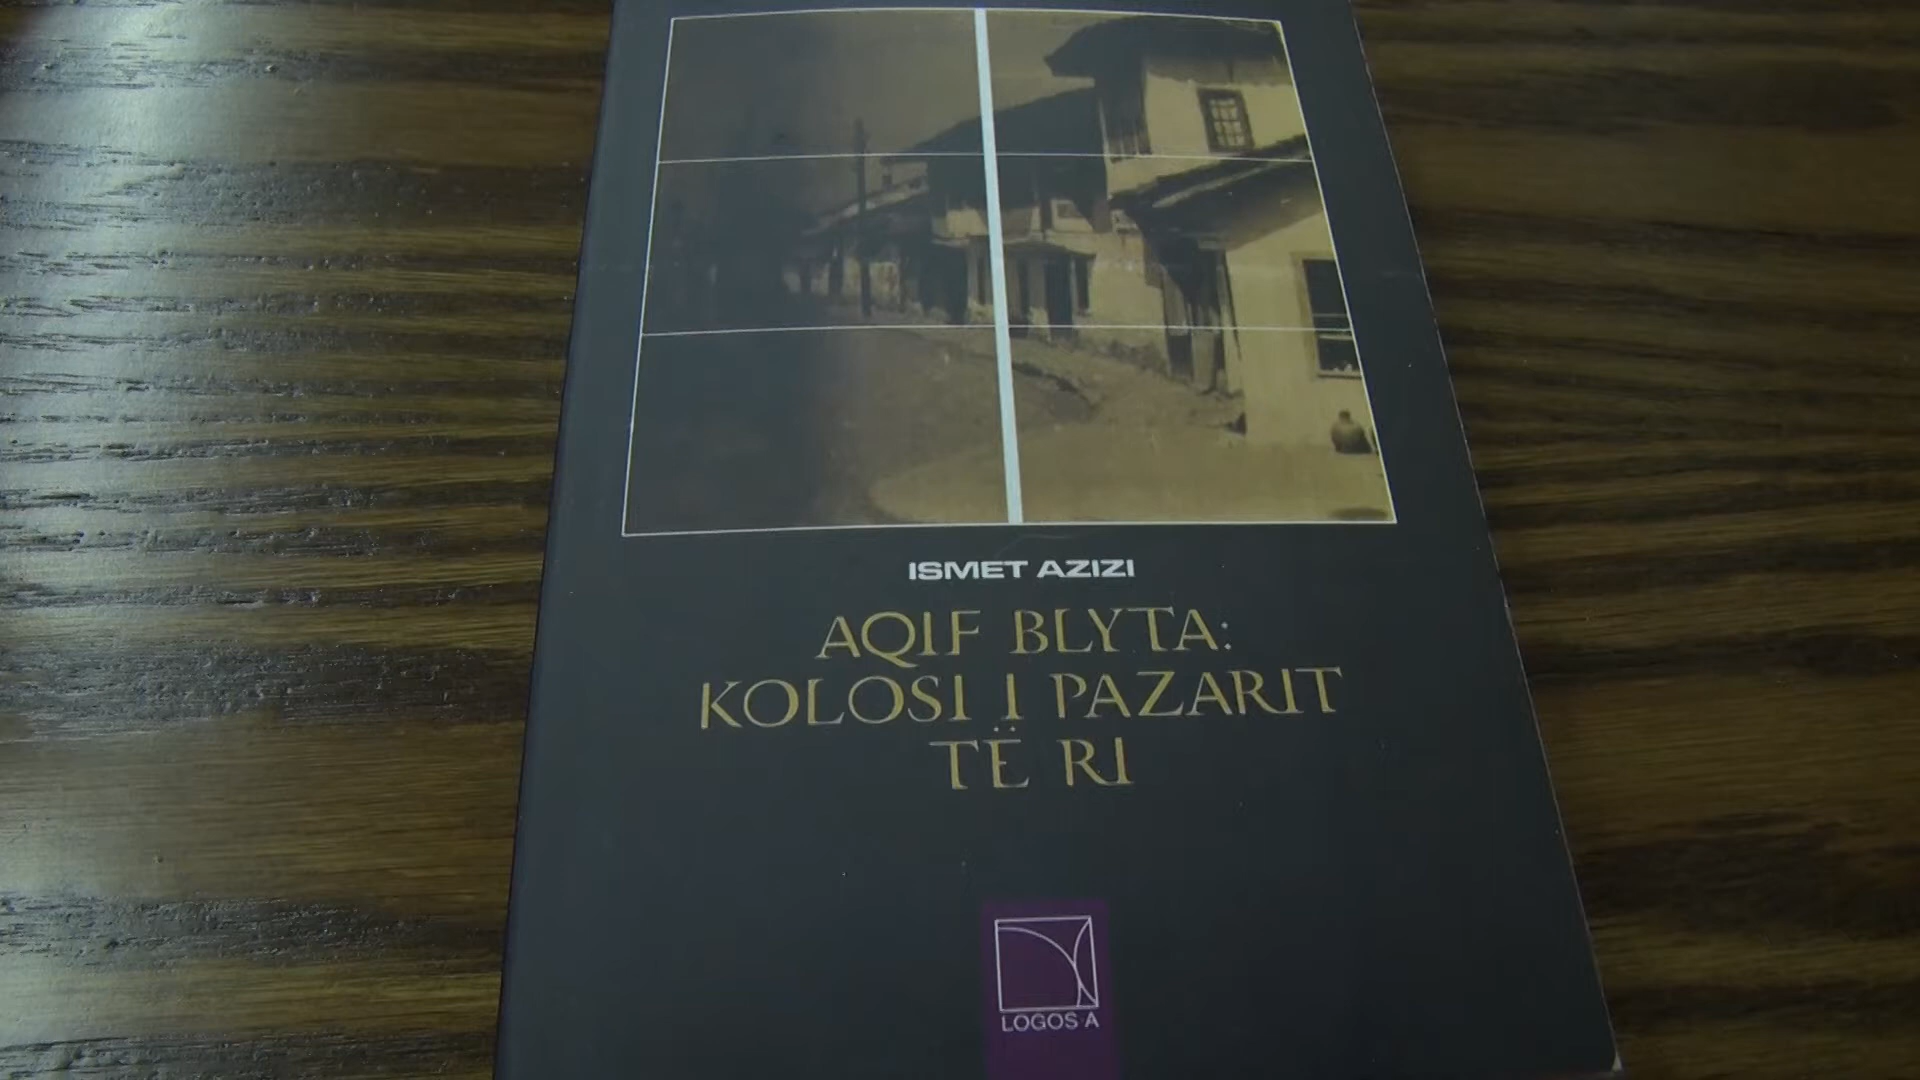 ISMET AZIZI
AQIF BLYTA:
KOLOSI I PAZARIT
TË RI
LOGOS A